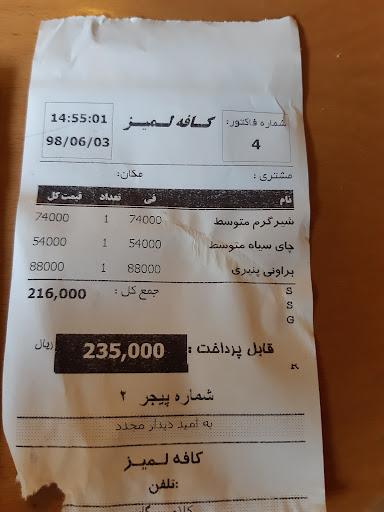 شماره فاکتور:
4
کافه لمیز
14:55:01
98/06/03
مشتری :
مکان:
نام فی تعداد قیمت کل
شیرگرم متوسط 74000 1 74000
چای سیاه متوسط 54000 1 54000
براونی پنیری 88000 1 88000
S جمع کل : 216,000
S
G
قابل پرداخت : 235,000 ریال
K
شماره پیجر ۲
به امید دیدار مجدد
کافه لمیز
تلفن: